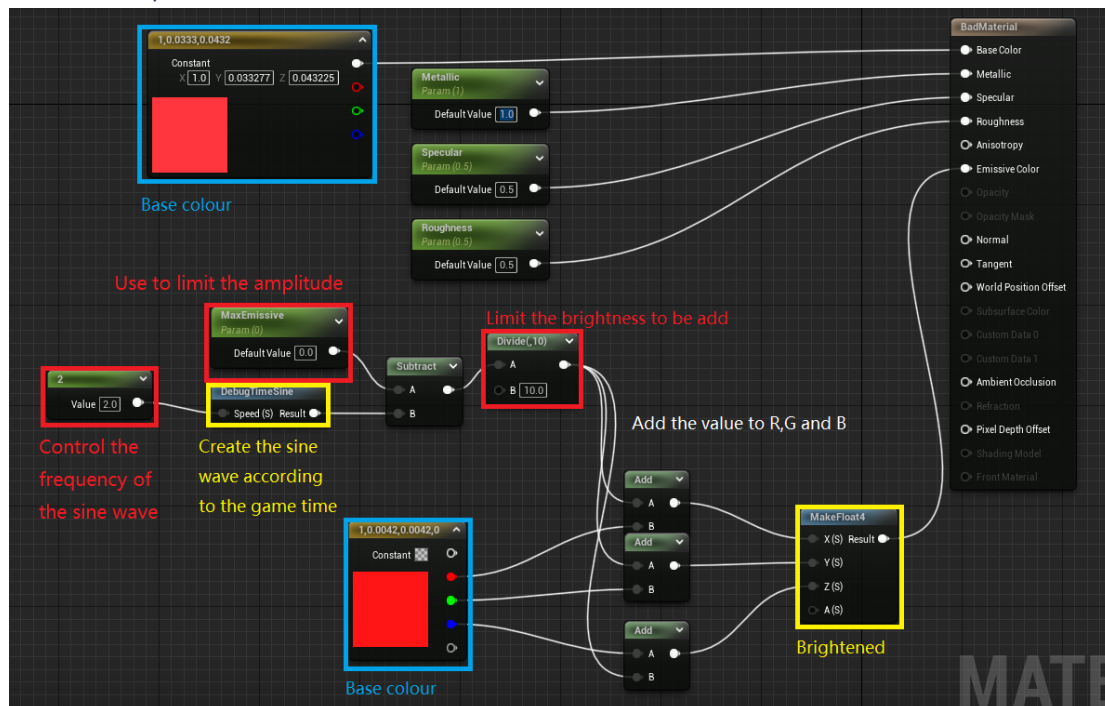 1,0.0333,0.0432
Constant
X 1.0 Y 0.033277 Z 0.043225
Base colour
Metallic
Param (1)
Default Value 1.0
Specular
Param (0.5)
Default Value 0.5
Roughness
Param (0.5)
Default Value 0.5
BadMaterial
Base Color
Metallic
Specular
Roughness
Anisotropy
Emissive Color
Opacity
Opacity Mask
Normal
Tangent
World Position Offset
Subsurface Color
Custom Data 0
Custom Data 1
Ambient Occlusion
Refraction
Pixel Depth Offset
Shading Model
Front Material
Use to limit the amplitude
MaxEmissive
Param (0)
Default Value 0.0
2
Value 2.0
Control the
frequency of
the sine wave
DebugTimeSine
Speed (S) Result
Create the sine
wave according
to the game time
Subtract
A
B
Limit the brightness to be add
Divide(,10)
A
B 10.0
Add the value to R,G and B
1,0.0042,0.0042,0
Constant
Base colour
Add
A
B
Add
A
B
Add
A
B
MakeFloat4
X (S) Result
Y (S)
Z (S)
A (S)
Brightened